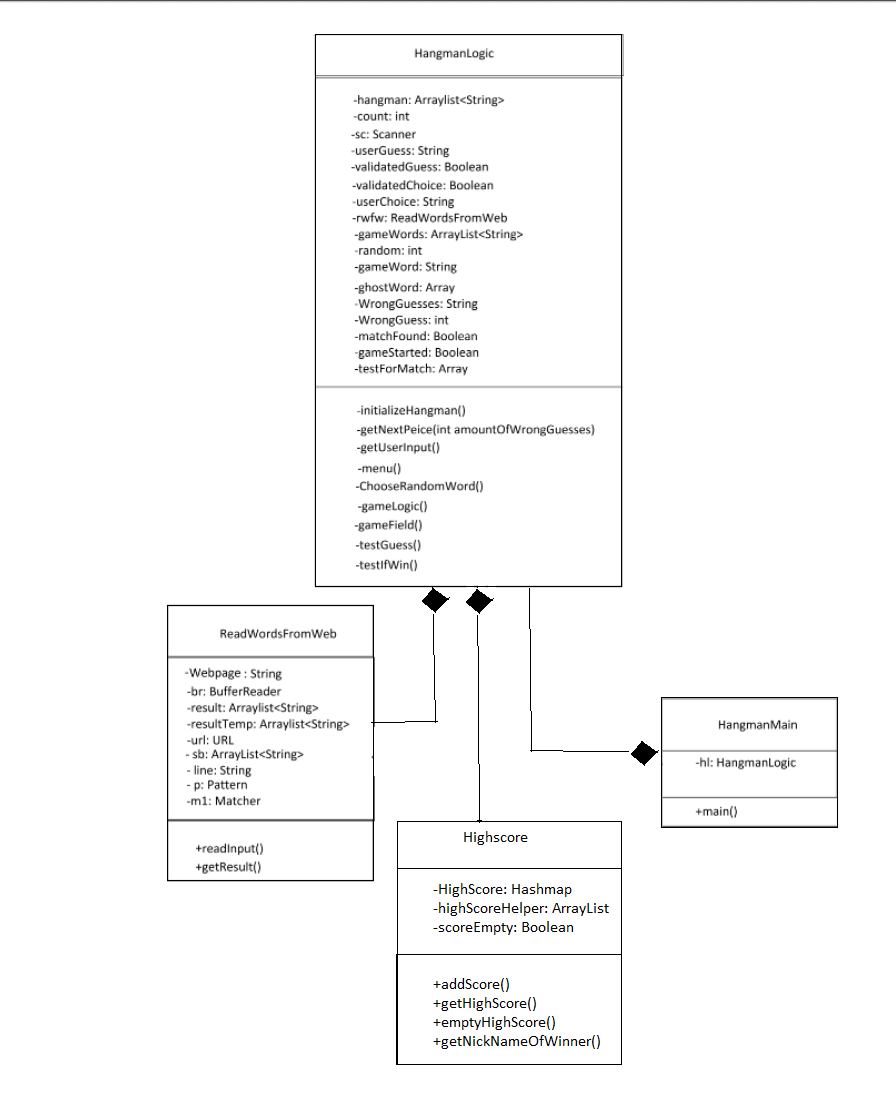 HangmanLogic
-hangman: Arraylist<String>
-count: int
-sc: Scanner
-userGuess: String
-validatedGuess: Boolean
-validatedChoice: Boolean
-userChoice: String
-rwfw: ReadWordsFromWeb
-gameWords: ArrayList<String>
-random: int
-gameWord: String
-ghostWord: Array
-WrongGuesses: String
-WrongGuess: int
-matchFound: Boolean
-gameStarted: Boolean
-testForMatch: Array
-initializeHangman()
-getNextPeice(int amountOfWrongGuesses)
-getUserInput()
-menu()
-ChooseRandomWord()
-gameLogic()
-gameField()
-testGuess()
-testIfWin()
ReadWordsFromWeb
-Webpage : String
-br: BufferReader
-result: Arraylist<String>
-resultTemp: Arraylist<String>
-url: URL
- sb: ArrayList<String>
- line: String
- p: Pattern
-m1: Matcher
+readInput()
+getResult()
HangmanMain
-hl: HangmanLogic
+main()
Highscore
-HighScore: Hashmap
-highScoreHelper: ArrayList
-scoreEmpty: Boolean
+addScore()
+getHighScore()
+emptyHighScore()
+getNickNameOfWinner()